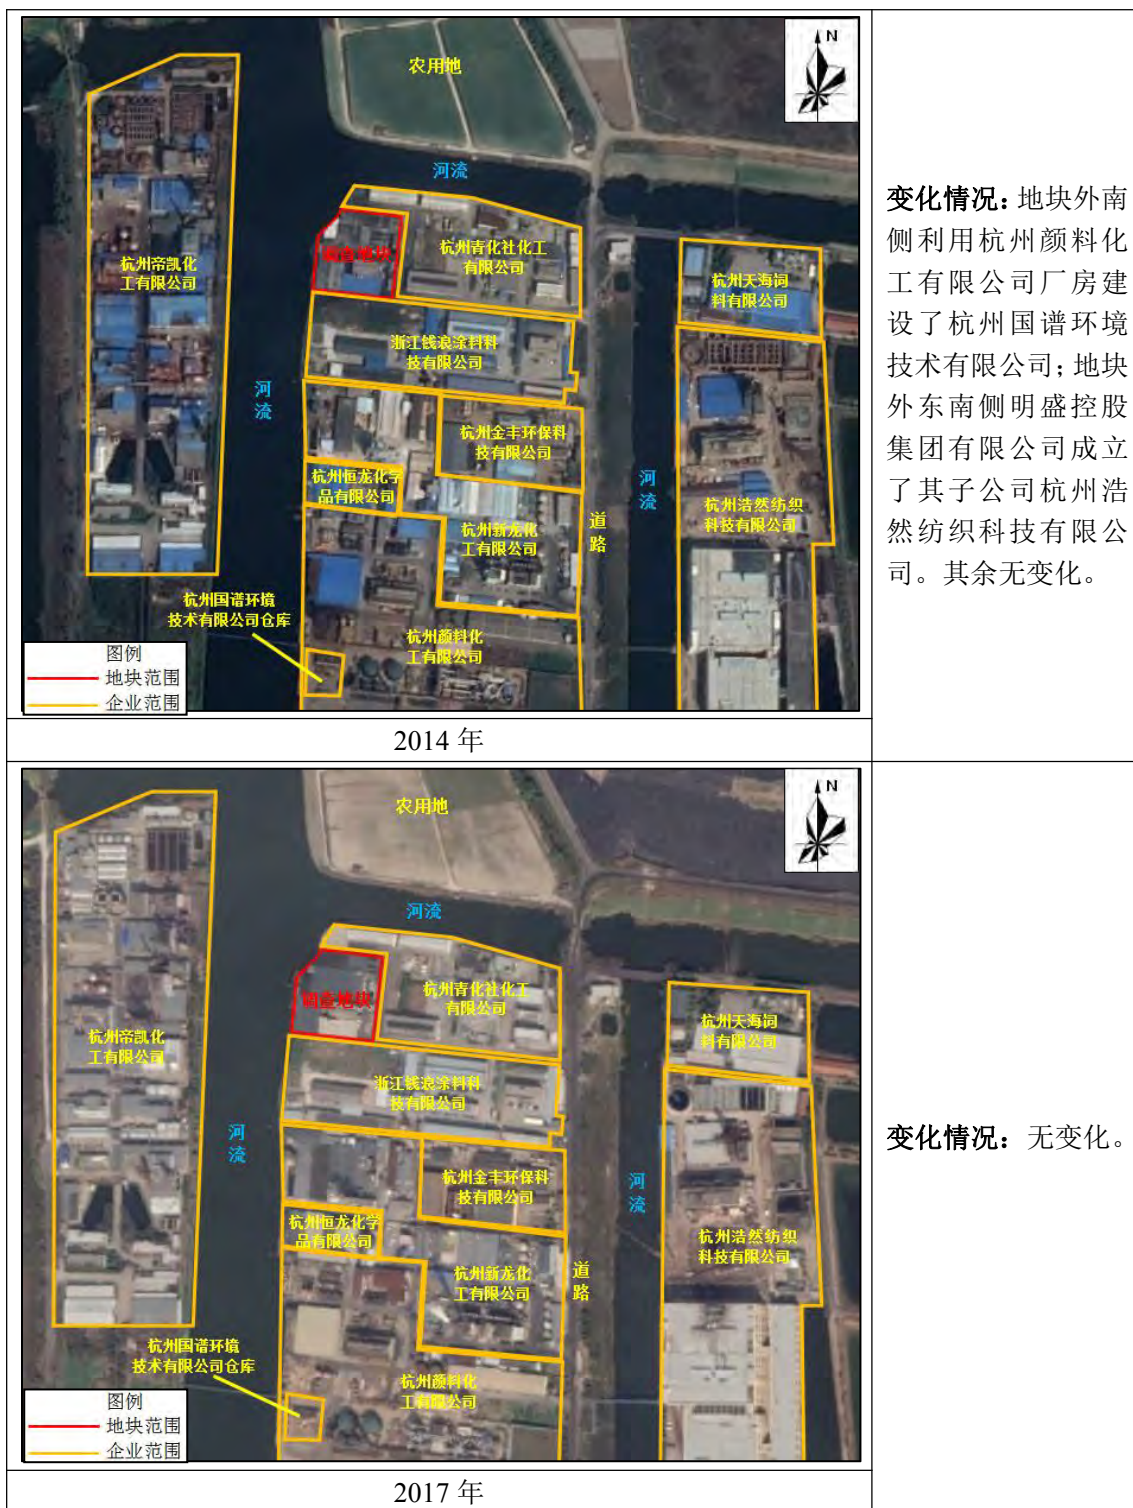 农用地
N
河流
调查地块
杭州青化社化工
有限公司
杭州帝凯化
工有限公司
杭州天海饲
料有限公司
浙江钱浪涂料科
技有限公司
河
流
杭州金丰环保科
技有限公司
杭州恒龙化学
品有限公司
河
流
杭州浩然纺织
科技有限公司
道
路
杭州新龙化
工有限公司
杭州国谱环境
技术有限公司仓库
杭州颜料化
工有限公司
图例
地块范围
企业范围
变化情况：地块外南
侧利用杭州颜料化
工有限公司厂房建
设了杭州国谱环境
技术有限公司；地块
外东南侧明盛控股
集团有限公司成立
了其子公司杭州浩
然纺织科技有限公
司。其余无变化。
2014 年
农用地
N
河流
调查地块
杭州青化社化工
有限公司
杭州帝凯化
工有限公司
杭州天海饲
料有限公司
浙江钱浪涂料科
技有限公司
河
流
杭州金丰环保科
技有限公司
河
流
杭州恒龙化学
品有限公司
杭州浩然纺织
科技有限公司
杭州新龙化
工有限公司
道
路
杭州国谱环境
技术有限公司仓库
杭州颜料化
工有限公司
图例
地块范围
企业范围
变化情况：无变化。
2017 年